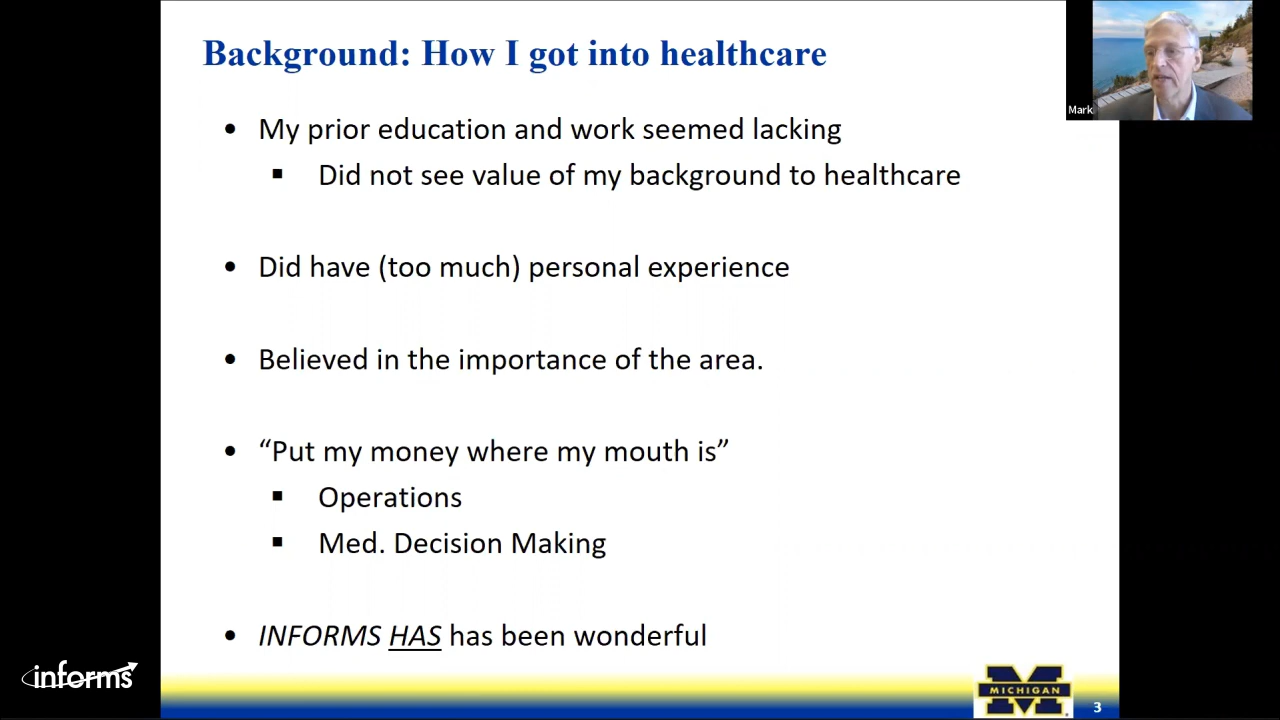 Background: How I got into healthcare
Mark
• My prior education and work seemed lacking
▪ Did not see value of my background to healthcare
• Did have (too much) personal experience
• Believed in the importance of the area.
• “Put my money where my mouth is”
▪ Operations
▪ Med. Decision Making
• INFORMS HAS has been wonderful
informs
MICHIGAN
3